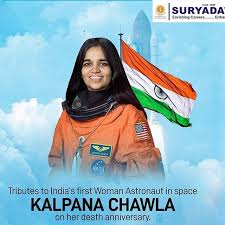 SURYADA
Enriching Careers
Tributes to India's first Woman Astronaut in space
KALPANA CHAWLA
on her death anniversary.